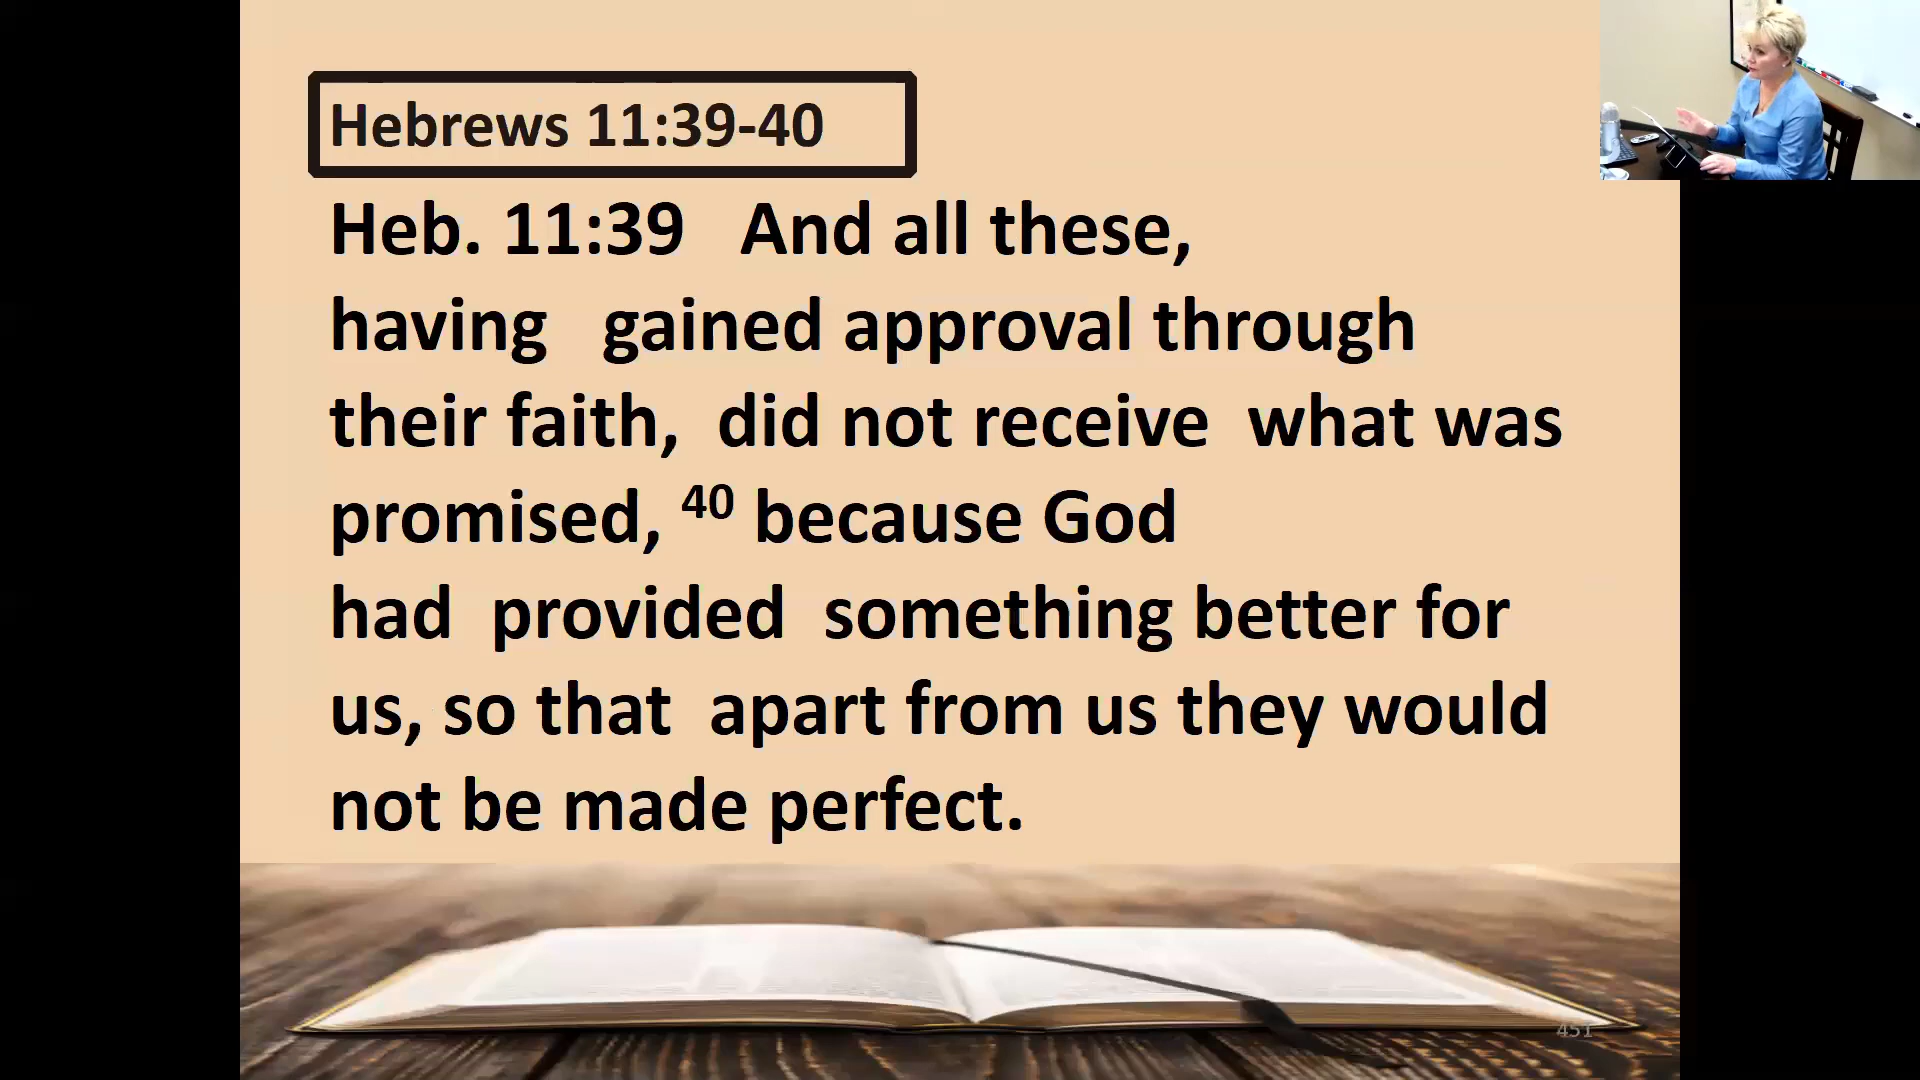 Hebrews 11:39-40
Heb. 11:39 And all these,
having gained approval through
their faith, did not receive what was
promised, 40 because God
had provided something better for
us, so that apart from us they would
not be made perfect.
451